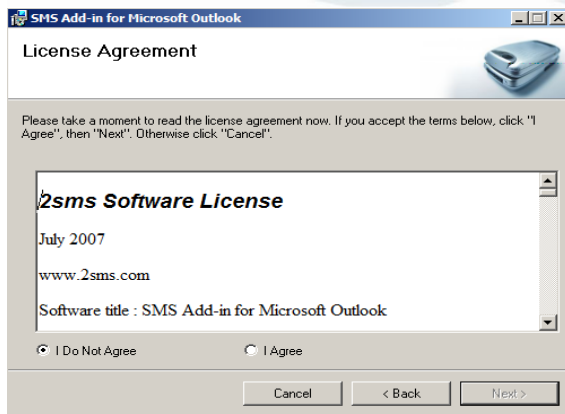 SMS Add-in for Microsoft Outlook
License Agreement
Please take a moment to read the license agreement now. If you accept the terms below, click "I
Agree", then "Next". Otherwise click "Cancel".
2sms Software License
July 2007
www.2sms.com
Software title : SMS Add-in for Microsoft Outlook
I Do Not Agree
I Agree
Cancel
< Back
Next >